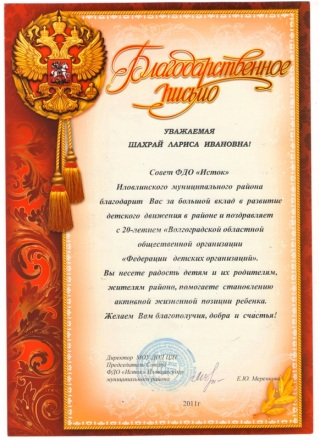 Благодарственное
письмо
УВАЖАЕМАЯ
ШАХРАЙ ЛАРИСА ИВАНОВНА!
Совет ФДО «Исток»
Иловлинского муниципального района
благодарит Вас за большой вклад в развитие
детского движения в районе и поздравляет
с 20-летием «Волгоградской областной
общественной организации
«Федерации детских организаций».
Вы несете радость детям и их родителям,
жителям района, помогаете становлению
активной жизненной позиции ребенка.
Желаем Вам благополучия, добра и счастья!
Директор МОУ ДОД ЦДТ
Председатель Совета
ФДО «Исток» Иловлинского
муниципального района
Е.Ю.
2011г